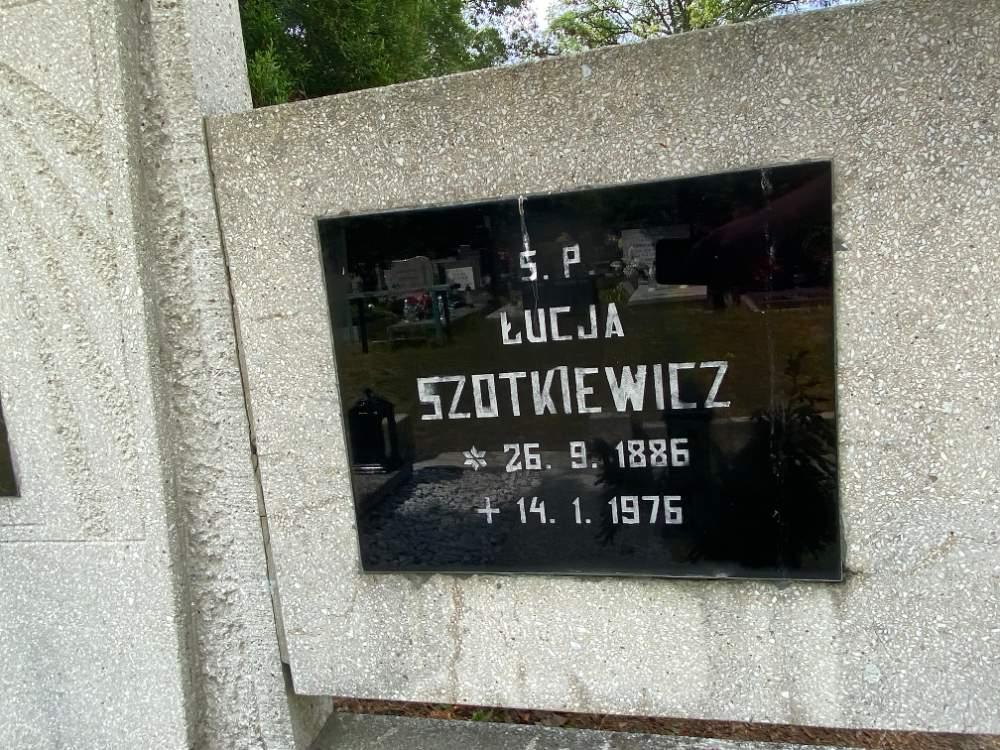 Ś. P
ŁUCJA
SZOTKIEWICZ
* 26. 9. 1886
+ 14. 1. 1976